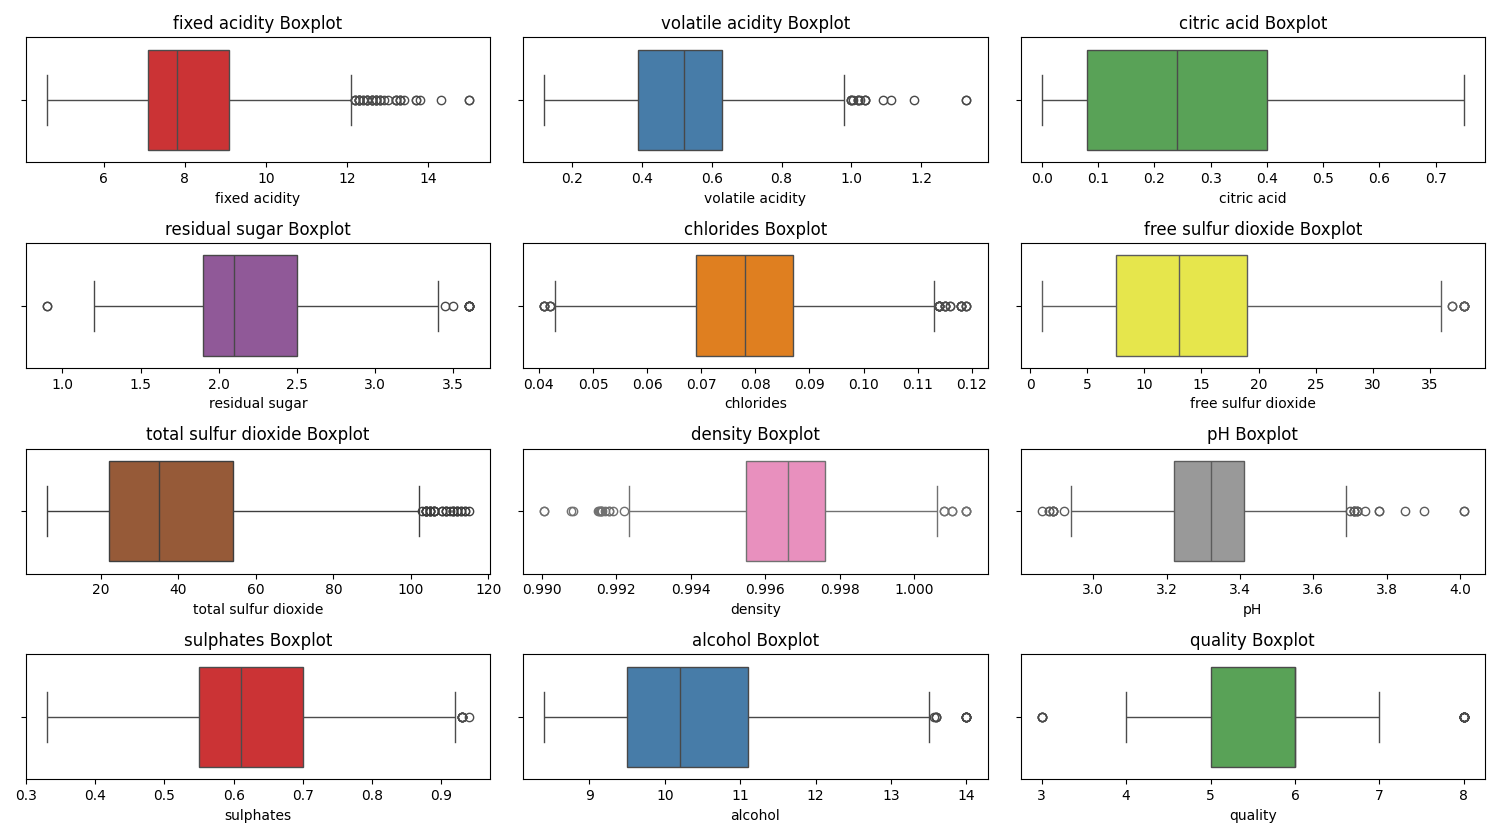 fixed acidity Boxplot
volatile acidity Boxplot
citric acid Boxplot
6 8 10 12 14
0.2 0.4 0.6 0.8 1.0 1.2
0.0 0.1 0.2 0.3 0.4 0.5 0.6 0.7
fixed acidity
volatile acidity
citric acid
residual sugar Boxplot
chlorides Boxplot
free sulfur dioxide Boxplot
1.0 1.5 2.0 2.5 3.0 3.5
0.04 0.05 0.06 0.07 0.08 0.09 0.10 0.11 0.12
0 5 10 15 20 25 30 35
residual sugar
chlorides
free sulfur dioxide
total sulfur dioxide Boxplot
density Boxplot
pH Boxplot
20 40 60 80 100 120
0.990 0.992 0.994 0.996 0.998 1.000
3.0 3.2 3.4 3.6 3.8 4.0
total sulfur dioxide
density
pH
sulphates Boxplot
alcohol Boxplot
quality Boxplot
0.3 0.4 0.5 0.6 0.7 0.8 0.9
9 10 11 12 13 14
3 4 5 6 7 8
sulphates
alcohol
quality